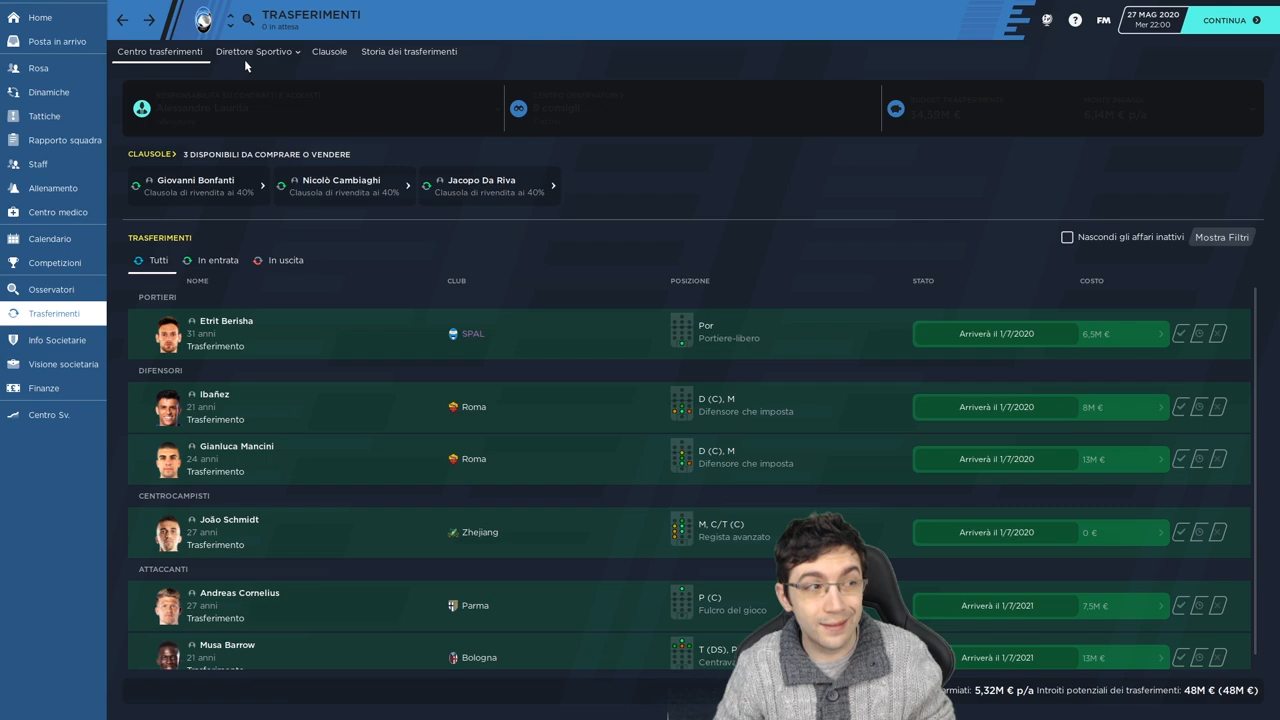 Home
Posta in arrivo
Rosa
Dinamiche
Tattiche
Rapporto squadra
Staff
Allenamento
Centro medico
Calendario
Competizioni
Osservatori
Trasferimenti
Info Societarie
Visione societaria
Finanze
Centro Sv.
TRASFERIMENTI
0 in attesa
FM
27 MAG 2020
Mer 22:00
CONTINUA
Centro trasferimenti Direttore Sportivo Clausole Storia dei trasferimenti
Alessandro Laurita
9 consigli
CLAUSOLE 3 DISPONIBILI DA COMPRARE O VENDERE
Giovanni Bonfanti
Clausola di rivendita al 40%
Nicolò Cambiaghi
Clausola di rivendita al 40%
Jacopo Da Riva
Clausola di rivendita al 40%
TRASFERIMENTI
Nascondi gli affari inattivi Mostra Filtri
Tutti In entrata In uscita
NOME CLUB POSIZIONE STATO COSTO
PORTIERI
Etrit Berisha
31 anni
Trasferimento
SPAL
Por
Portiere-libero
Arriverà il 1/7/2020 6,5M €
DIFENSORI
Ibañez
21 anni
Trasferimento
Roma
D (C), M
Difensore che imposta
Arriverà il 1/7/2020 8M €
Gianluca Mancini
24 anni
Trasferimento
Roma
D (C), M
Difensore che imposta
Arriverà il 1/7/2020 13M €
CENTROCAMPISTI
João Schmidt
27 anni
Trasferimento
Zhejiang
M, C/T (C)
Regista avanzato
Arriverà il 1/7/2020 0 €
ATTACCANTI
Andreas Cornelius
27 anni
Trasferimento
Parma
P (C)
Fulcro del gioco
Arriverà il 1/7/2021 7,5M €
Musa Barrow
21 anni
Trasferimento
Bologna
T (DS), P
Arriverà il 1/7/2021 13M €
5,32M € p/a Introiti potenziali dei trasferimenti: 48M € (48M €)